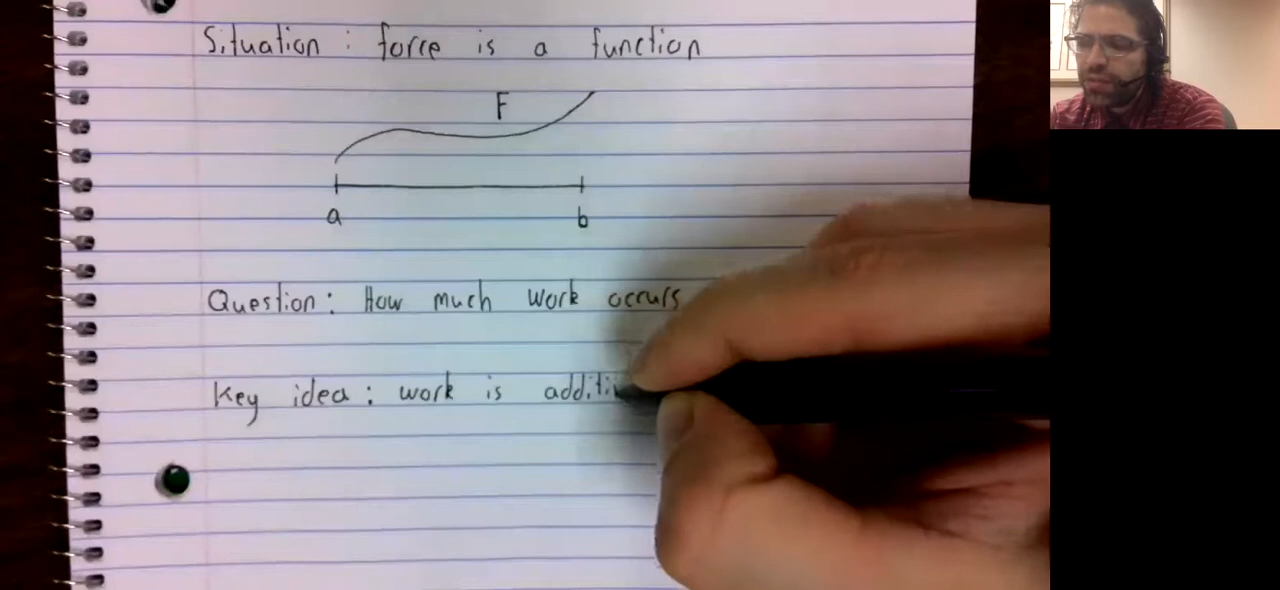 Situation: force is a function
F
a b
Question: How much work occurs
Key idea: work is additi